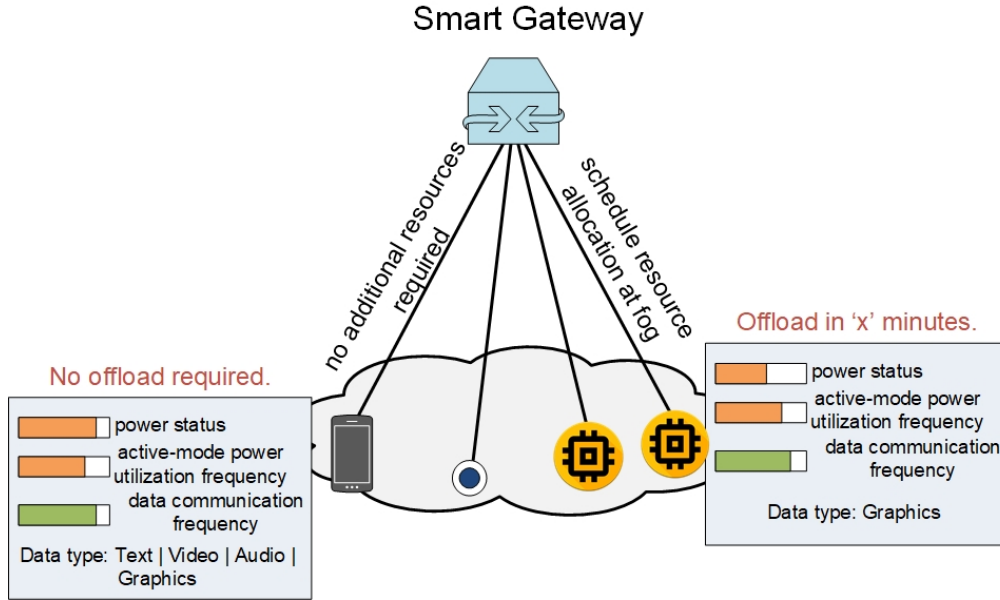 Smart Gateway
no additional resources
required
schedule resource
allocation at fog
Offload in ‘x’ minutes.
power status
active-mode power
utilization frequency
data communication
frequency
Data type: Graphics
No offload required.
power status
active-mode power
utilization frequency
data communication
frequency
Data type: Text | Video | Audio |
Graphics